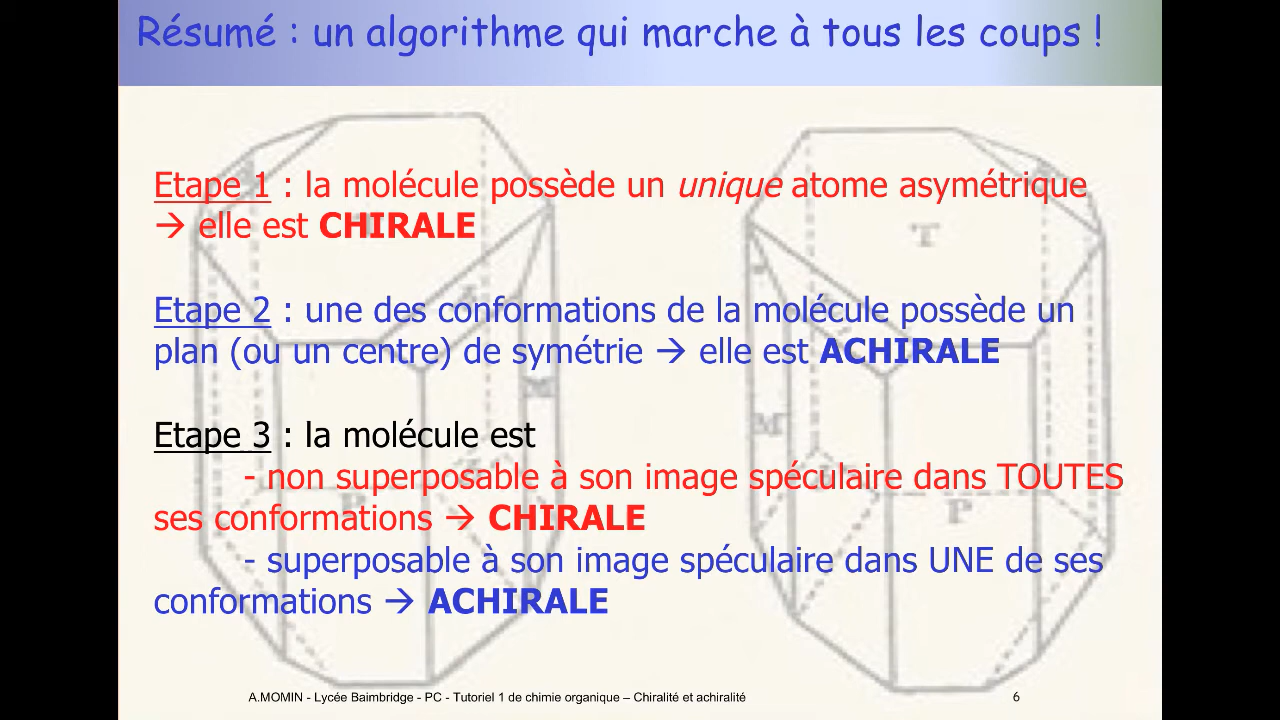 Résumé : un algorithme qui marche à tous les coups !
Etape 1 : la molécule possède un unique atome asymétrique
→ elle est CHIRALE
Etape 2 : une des conformations de la molécule possède un
plan (ou un centre) de symétrie → elle est ACHIRALE
Etape 3 : la molécule est
- non superposable à son image spéculaire dans TOUTES
ses conformations → CHIRALE
- superposable à son image spéculaire dans UNE de ses
conformations → ACHIRALE
T
M
M
P
P
A.MOMIN - Lycée Baimbridge - PC - Tutoriel 1 de chimie organique – Chiralité et achiralité
6